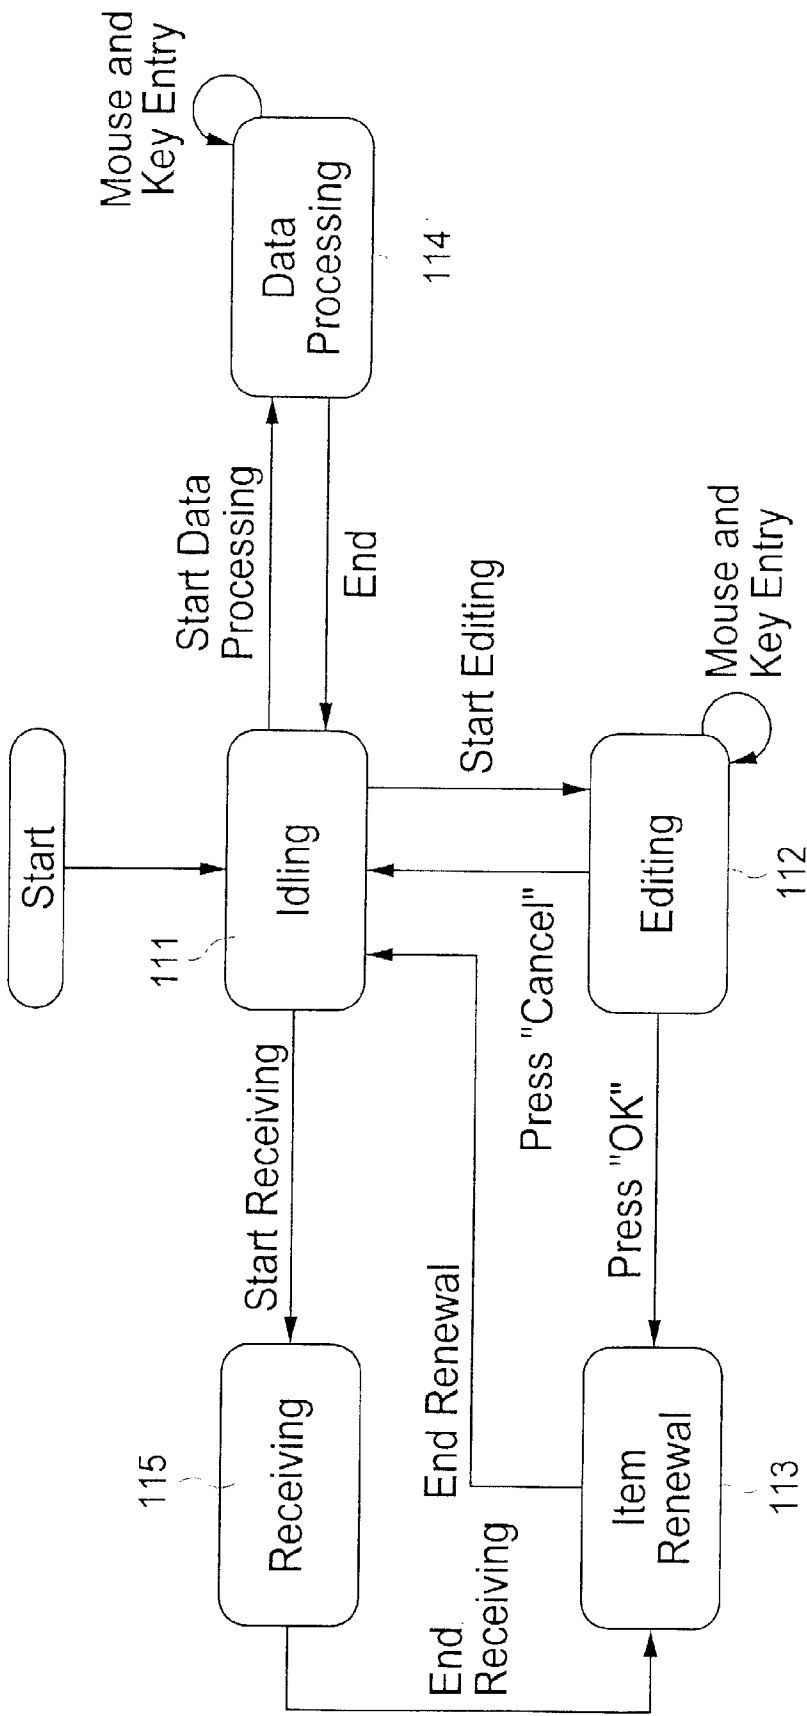 Start
111
Idling
Start Receiving
115
Receiving
Start Data
Processing
Mouse and
Key Entry
Data
Processing
114
End
Start Editing
Press "Cancel"
End Renewal
End
Receiving
Item
Renewal
113
Press "OK"
Editing
112
Mouse and
Key Entry